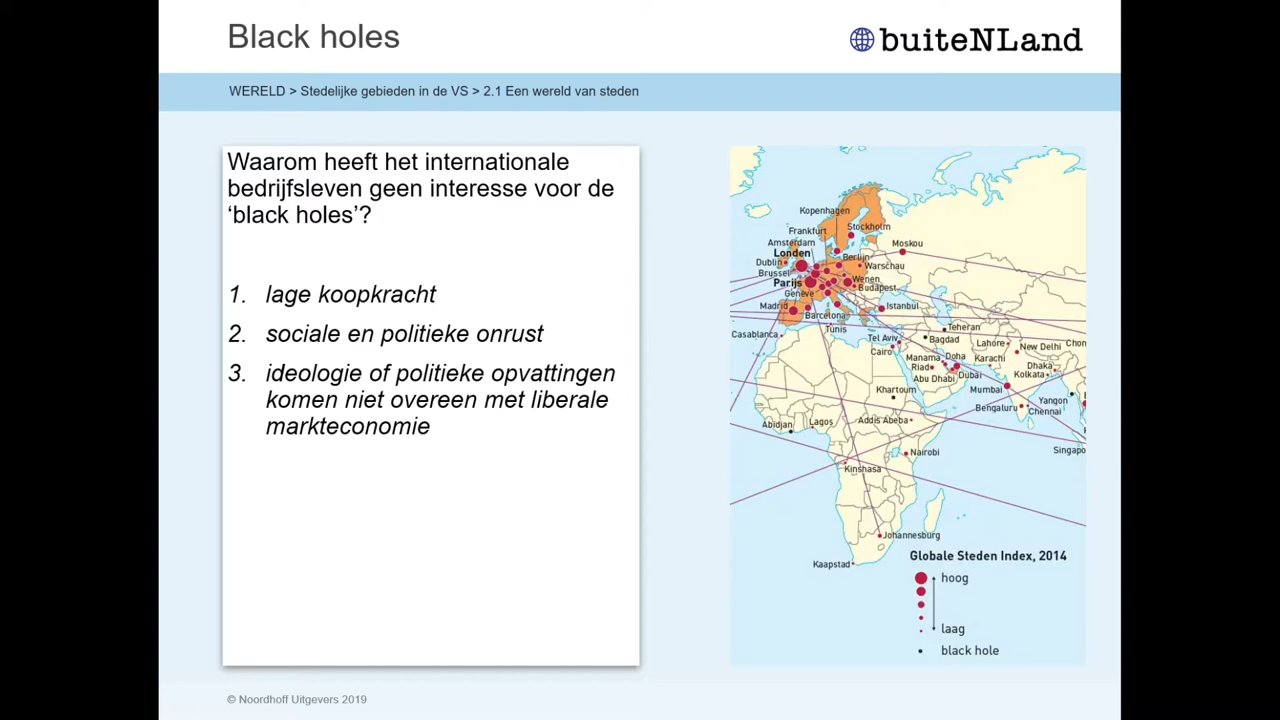 Black holes
buiteNLand
WERELD > Stedelijke gebieden in de VS > 2.1 Een wereld van steden
Waarom heeft het internationale
bedrijfsleven geen interesse voor de
‘black holes’?
1. lage koopkracht
2. sociale en politieke onrust
3. ideologie of politieke opvattingen
komen niet overeen met liberale
markteconomie
Kopenhagen
Stockholm
Frankfurt
Amsterdam
Moskou
Londen
Berlijn
Dublin
Warschau
Brussel
Parijs
Wenen
Budapest
Genève
Madrid
Istanbul
Barcelona
Casablanca
Tunis
Teheran
Tel Aviv
Bagdad
Lahore
Chon
Cairo
New Delhi
Manama
Doha
Karachi
Riad
Dhaka
Abu Dhabi
Dubai
Kolkata
Khartoum
Mumbai
Yangon
Bengaluru
Chennai
Abidjan
Lagos
Addis Abeba
Nairobi
Singapo
Kinshasa
Johannesburg
Kaapstad
Globale Steden Index, 2014
hoog
laag
black hole
© Noordhoff Uitgevers 2019